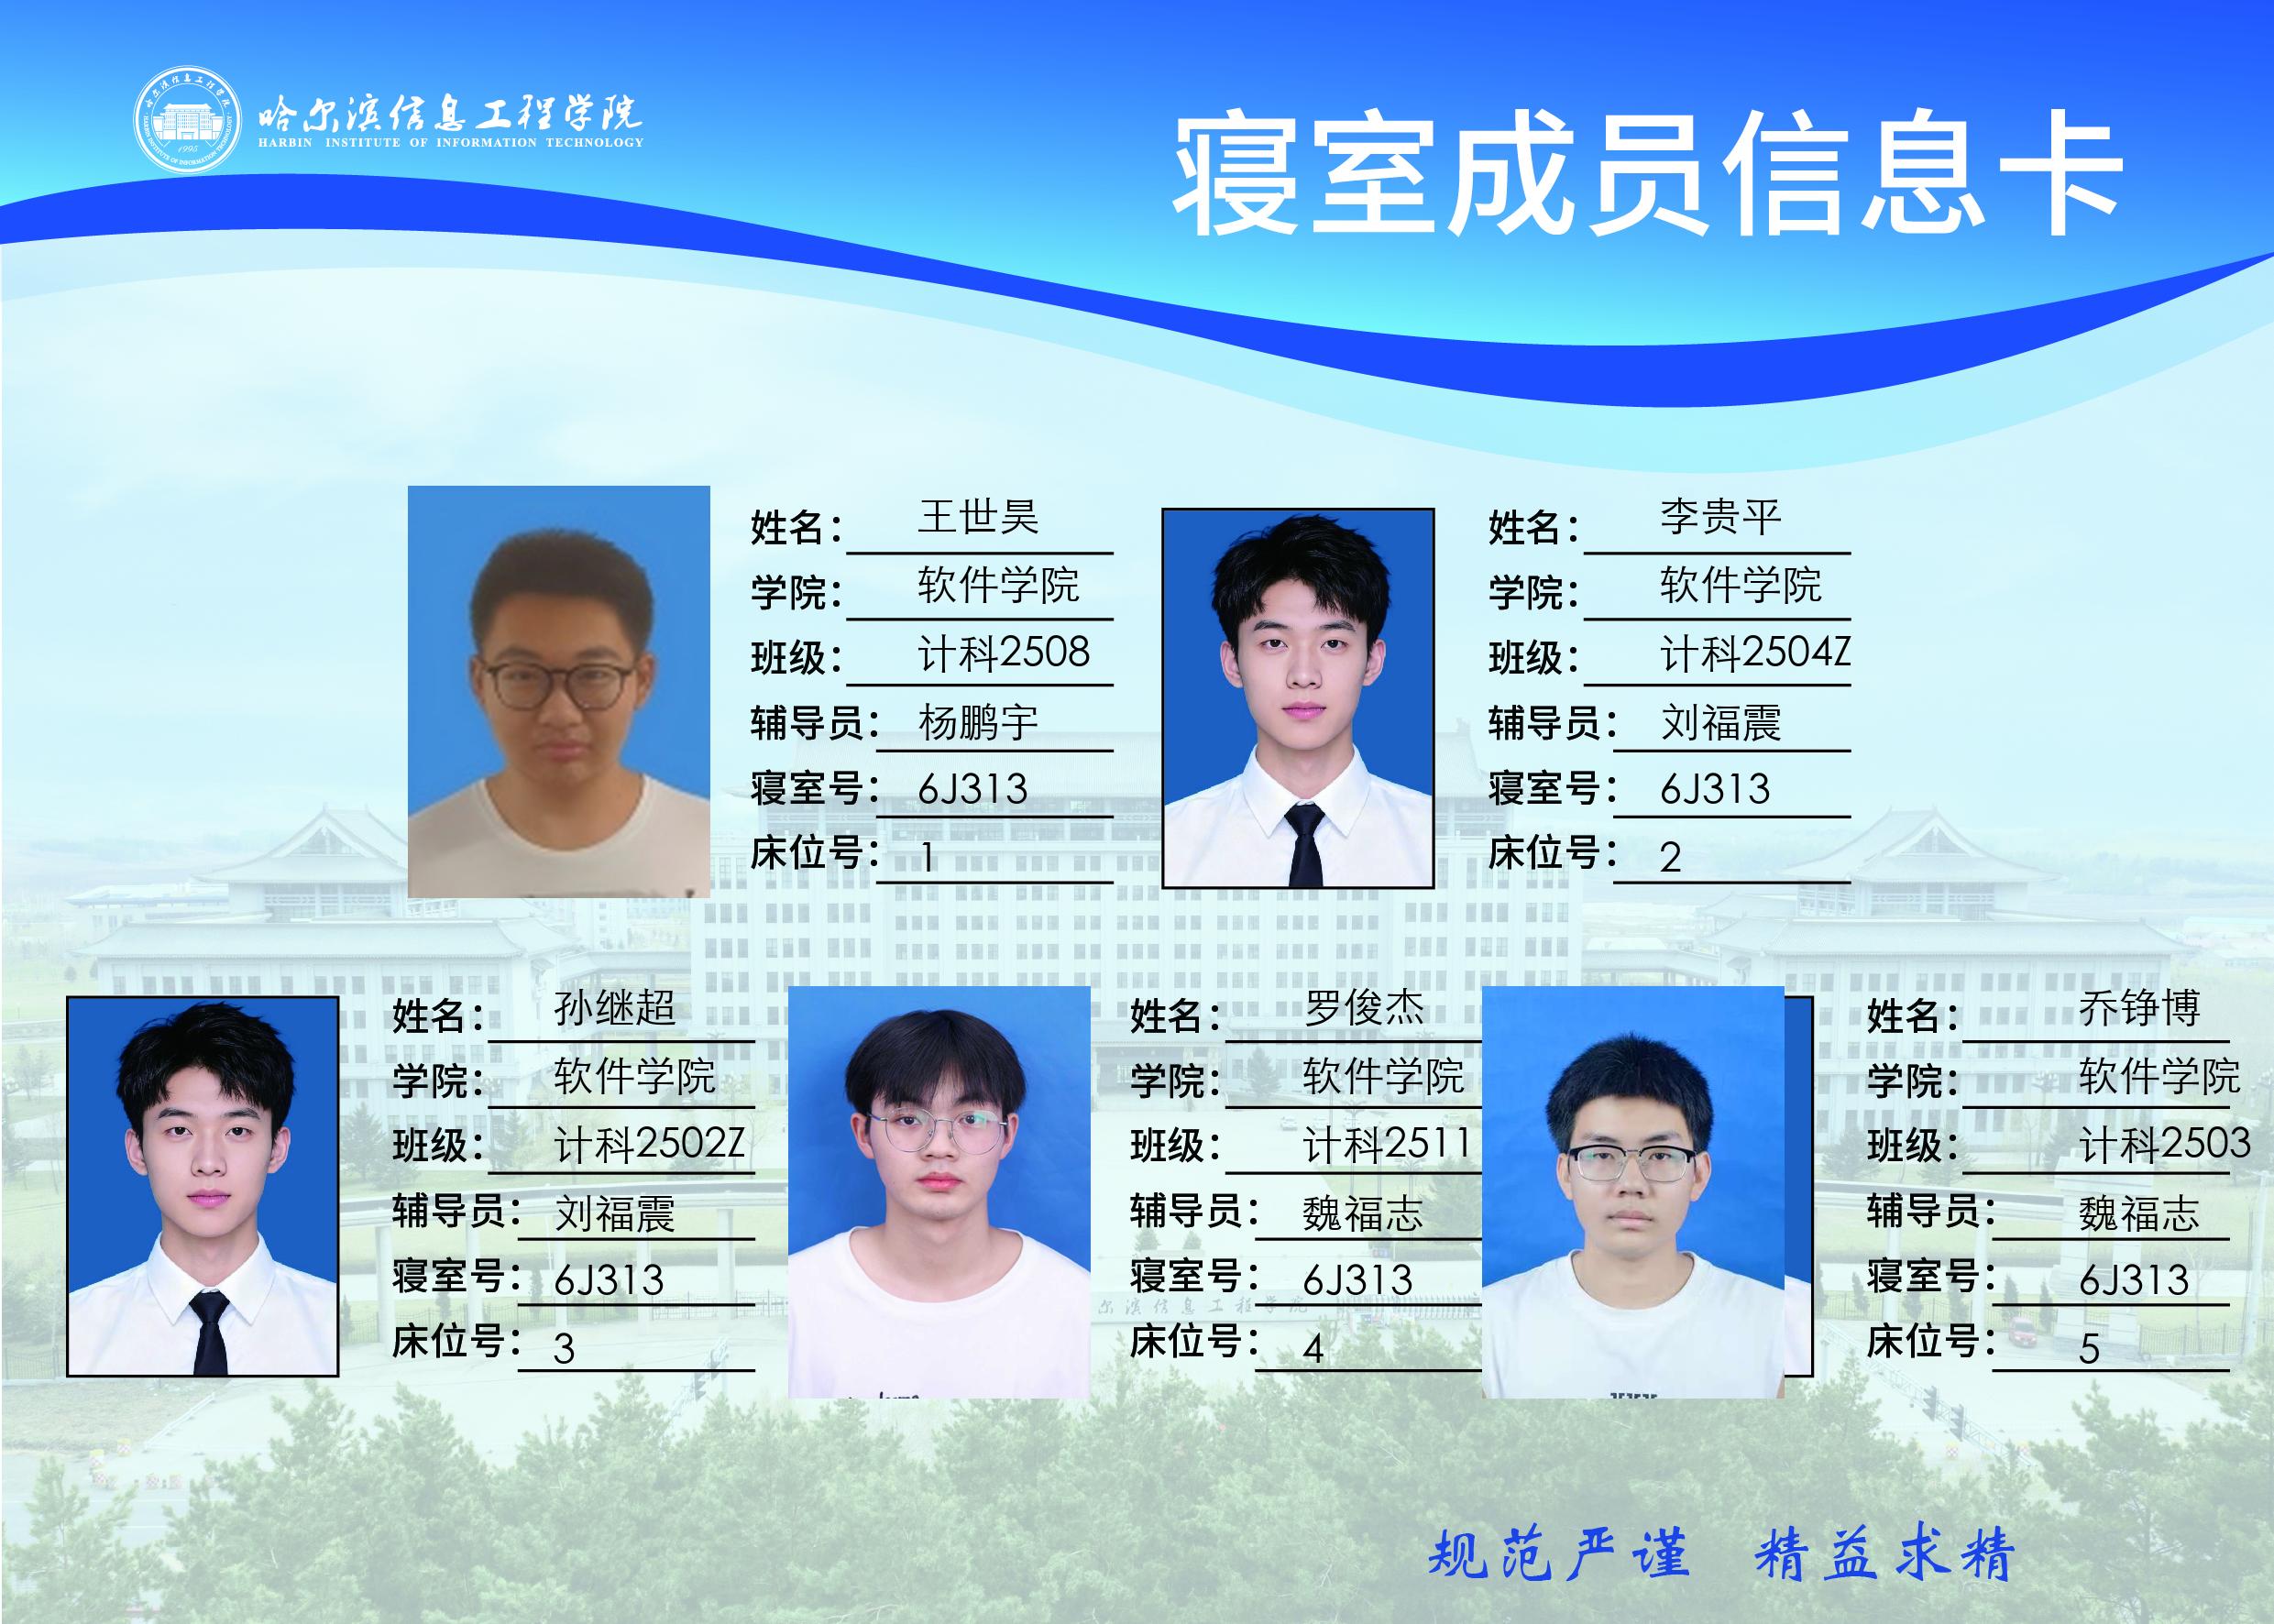 哈尔滨信息工程学院
HARBIN INSTITUTE OF INFORMATION TECHNOLOGY
1995
寝室成员信息卡
姓名： 王世昊
学院： 软件学院
班级： 计科2508
辅导员： 杨鹏宇
寝室号： 6J313
床位号： 1
姓名： 李贵平
学院： 软件学院
班级： 计科2504Z
辅导员： 刘福震
寝室号： 6J313
床位号： 2
姓名： 孙继超
学院： 软件学院
班级： 计科2502Z
辅导员： 刘福震
寝室号： 6J313
床位号： 3
姓名： 罗俊杰
学院： 软件学院
班级： 计科2511
辅导员： 魏福志
寝室号： 6J313
床位号： 4
姓名： 乔铮博
学院： 软件学院
班级： 计科2503
辅导员： 魏福志
寝室号： 6J313
床位号： 5
尔滨信息工程学院
规范严谨 精益求精